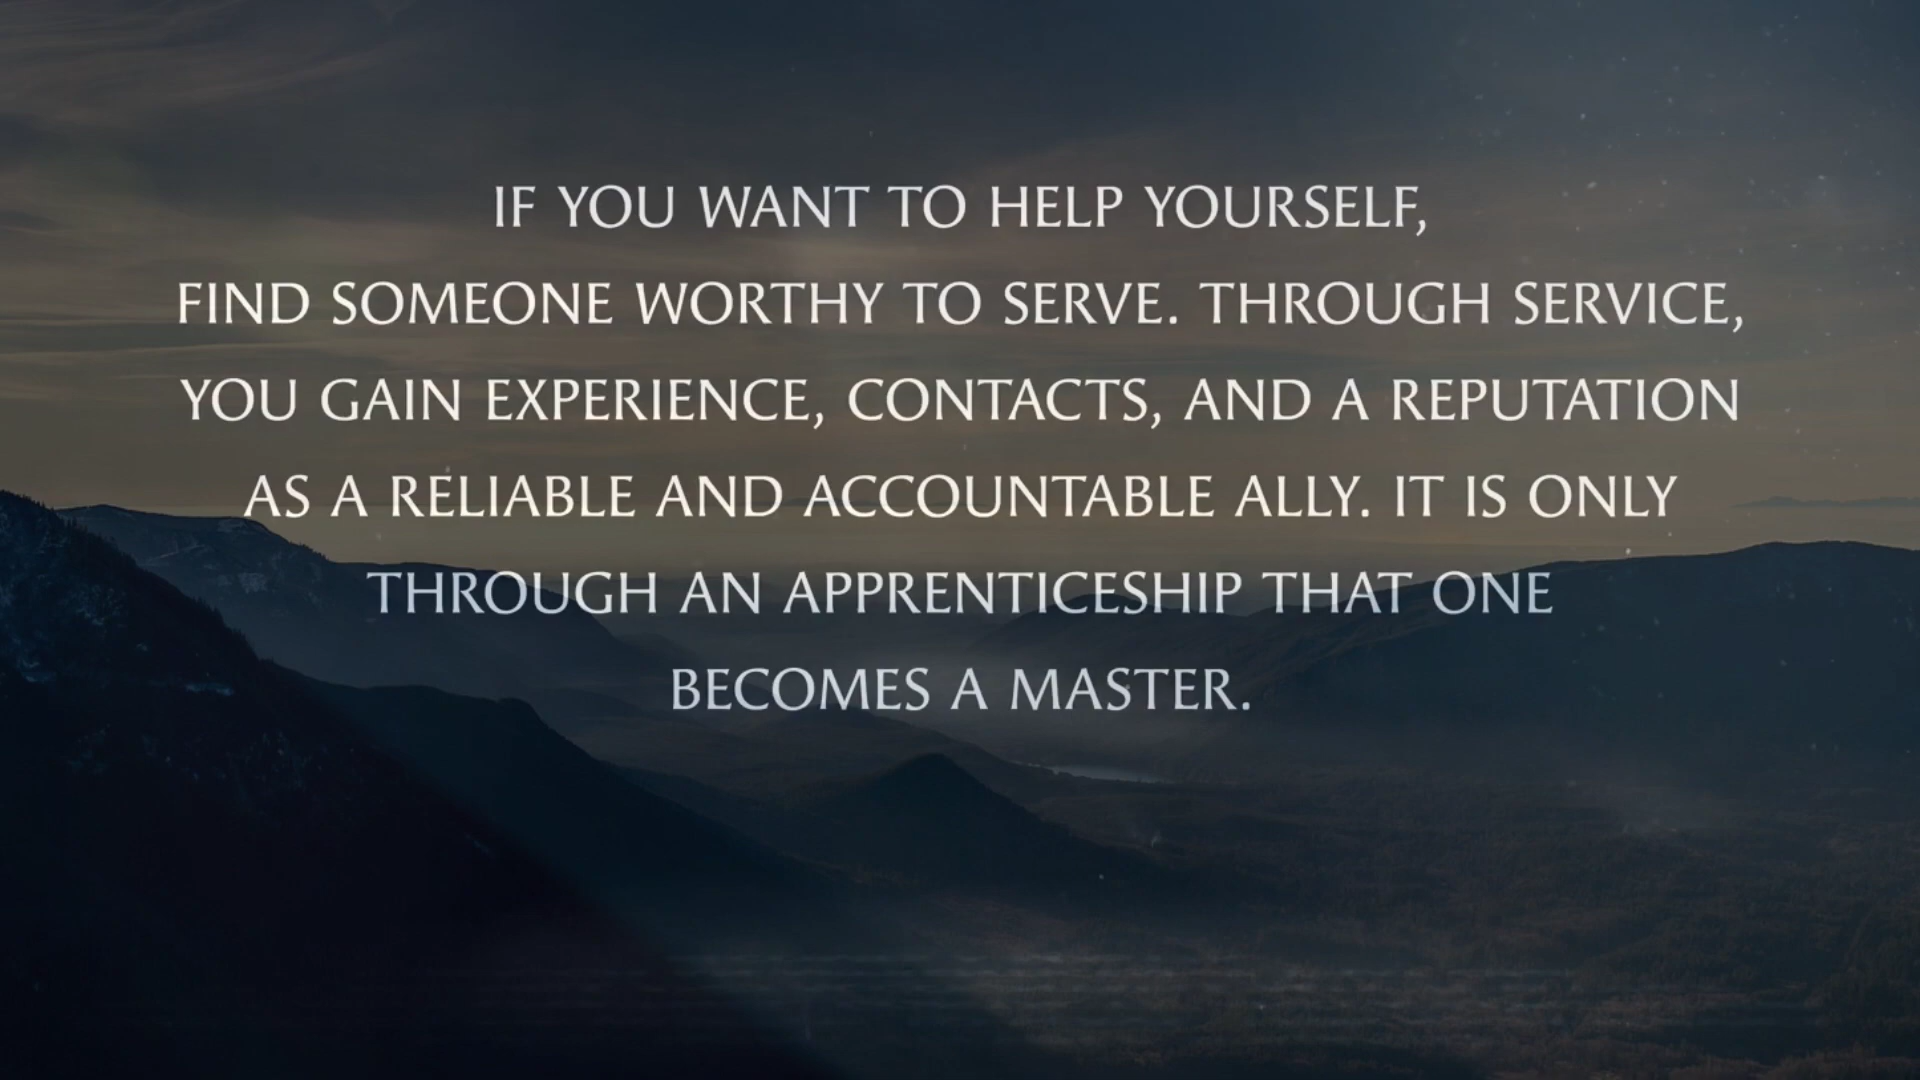 IF YOU WANT TO HELP YOURSELF,
FIND SOMEONE WORTHY TO SERVE. THROUGH SERVICE,
YOU GAIN EXPERIENCE, CONTACTS, AND A REPUTATION
AS A RELIABLE AND ACCOUNTABLE ALLY. IT IS ONLY
THROUGH AN APPRENTICESHIP THAT ONE
BECOMES A MASTER.